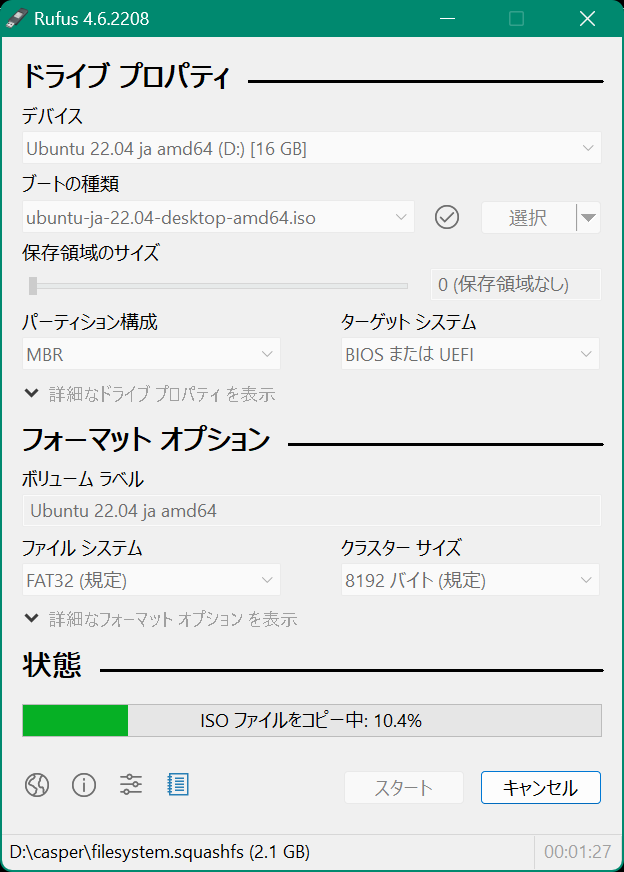 Rufus 4.6.2208
ドライブ プロパティ
デバイス
Ubuntu 22.04 ja amd64 (D:) [16 GB]
ブートの種類
ubuntu-ja-22.04-desktop-amd64.iso
選択
保存領域のサイズ
0 (保存領域なし)
パーティション構成
ターゲット システム
MBR
BIOS または UEFI
詳細なドライブ プロパティ を表示
フォーマット オプション
ボリューム ラベル
Ubuntu 22.04 ja amd64
ファイル システム
クラスター サイズ
FAT32 (規定)
8192 バイト (規定)
詳細なフォーマット オプション を表示
状態
ISO ファイルをコピー中: 10.4%
スタート
キャンセル
D:\casper\filesystem.squashfs (2.1 GB)
00:01:27